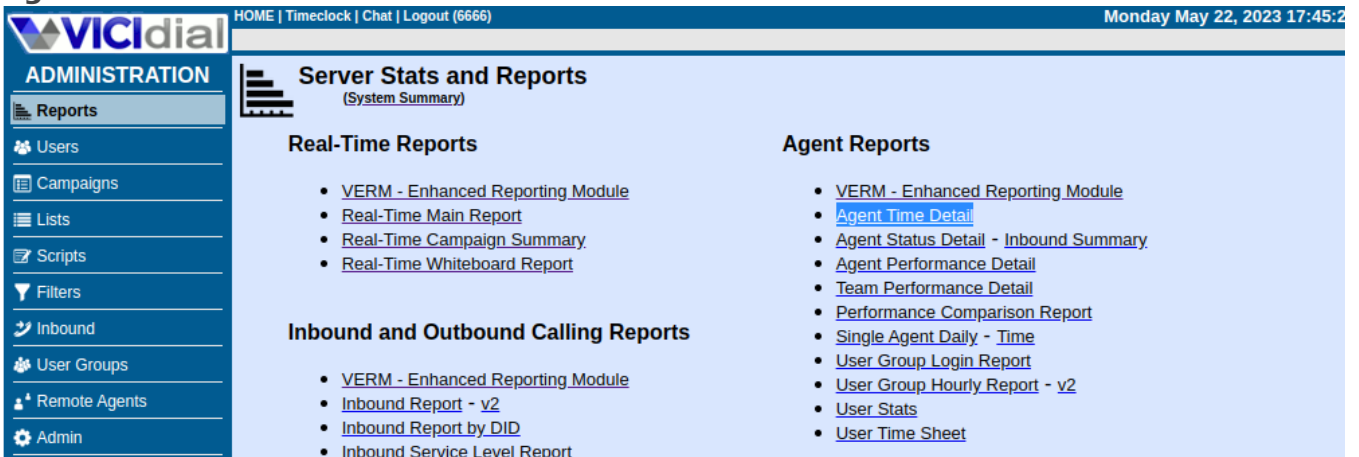 HOME | Timeclock | Chat | Logout (6666)
Monday May 22, 2023 17:45:2
VICIdial
ADMINISTRATION
Reports
Users
Campaigns
Lists
Scripts
Filters
Inbound
User Groups
Remote Agents
Admin
Server Stats and Reports
(System Summary)
Real-Time Reports
VERM - Enhanced Reporting Module
Real-Time Main Report
Real-Time Campaign Summary
Real-Time Whiteboard Report
Inbound and Outbound Calling Reports
VERM - Enhanced Reporting Module
Inbound Report - v2
Inbound Report by DID
Inbound Service Level Report
Agent Reports
VERM - Enhanced Reporting Module
Agent Time Detail
Agent Status Detail - Inbound Summary
Agent Performance Detail
Team Performance Detail
Performance Comparison Report
Single Agent Daily - Time
User Group Login Report
User Group Hourly Report - v2
User Stats
User Time Sheet